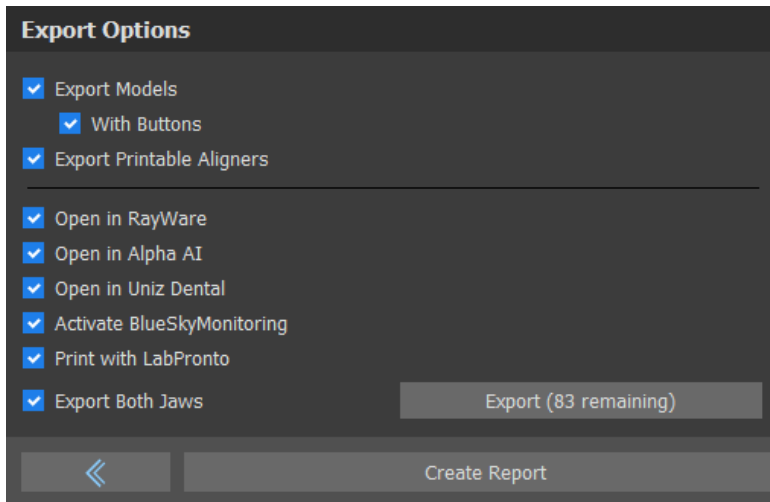 Export Options
Export Models
With Buttons
Export Printable Aligners
Open in RayWare
Open in Alpha AI
Open in Uniz Dental
Activate BlueSkyMonitoring
Print with LabPronto
Export Both Jaws
Export (83 remaining)
Create Report